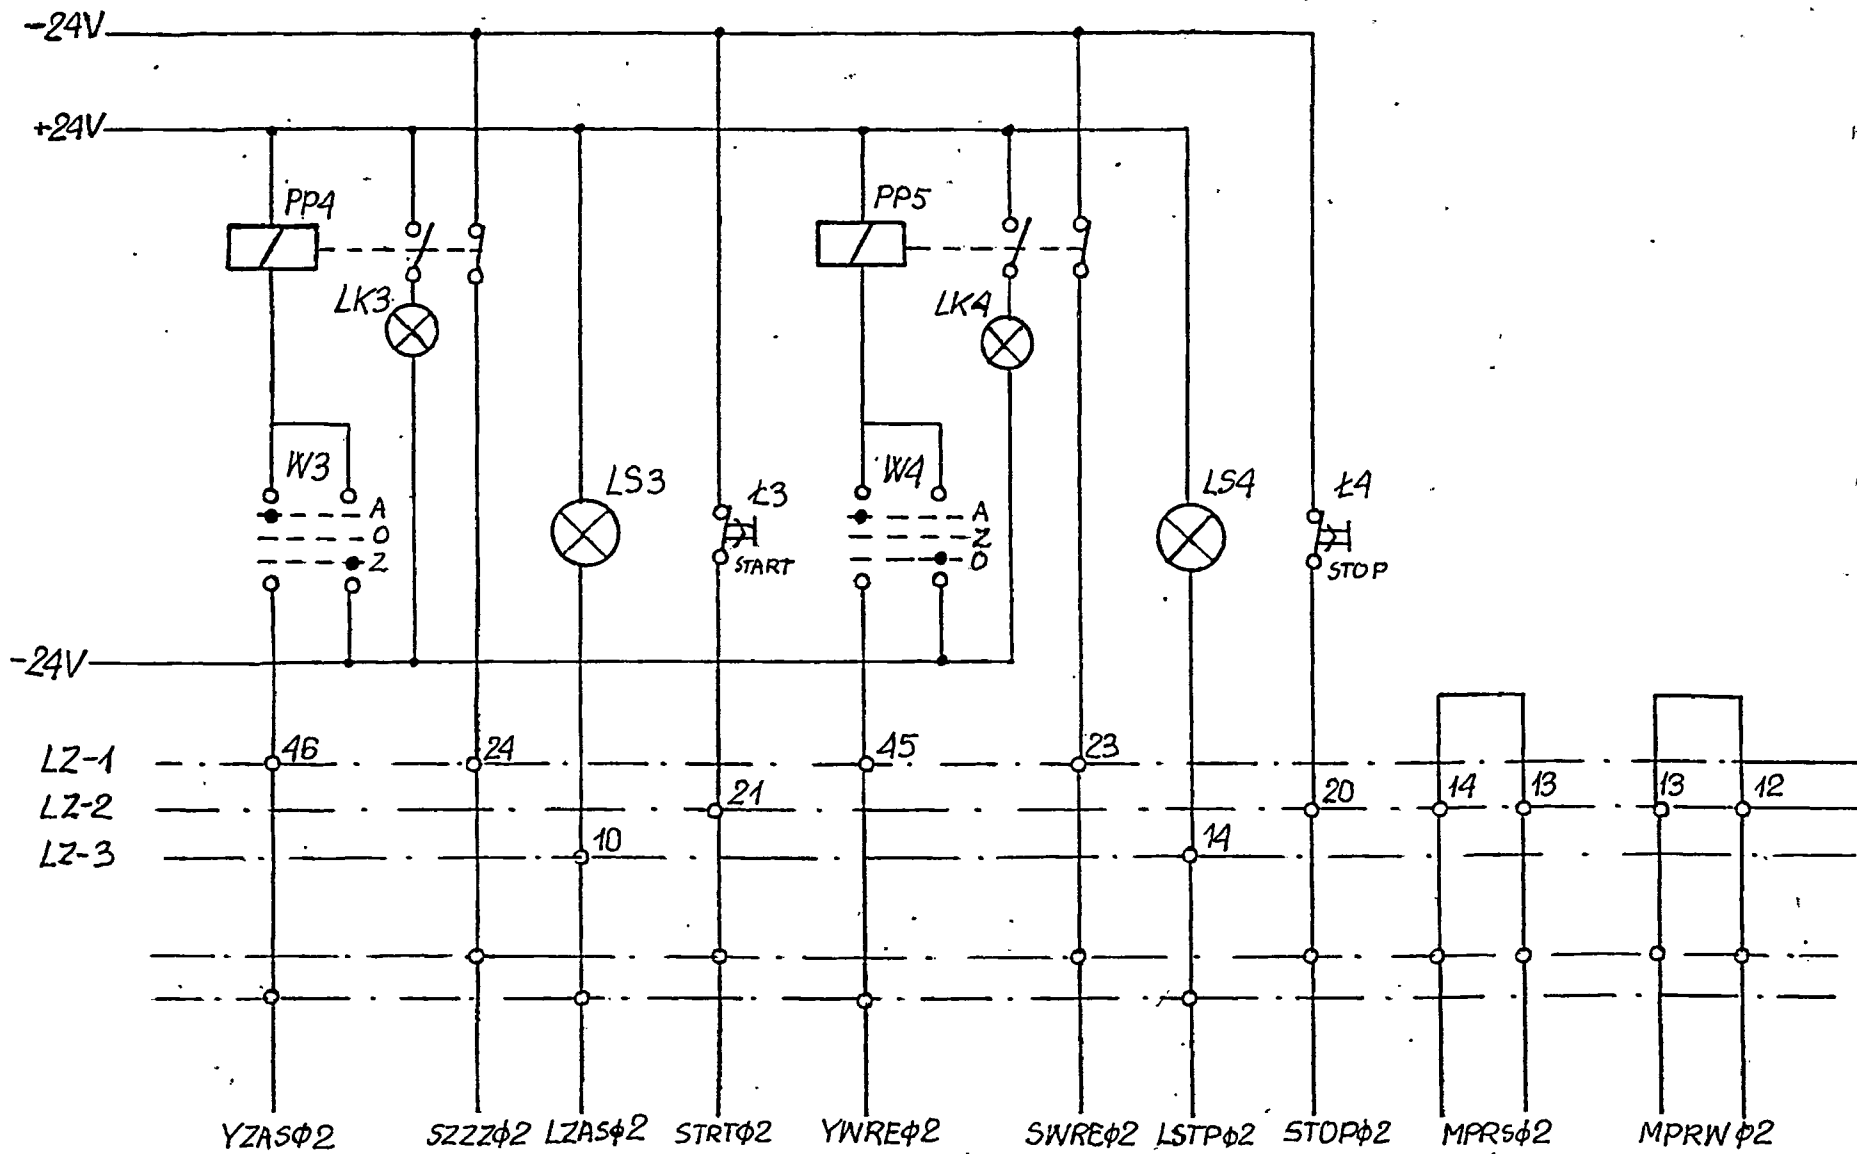 -24V
+24V
PP4
PP5
LK3
LK4
W3
LS3
Ł3
W4
LS4
Ł4
A
O
Z
START
A
Z
O
STOP
-24V
LZ-1 46 24 45 23
LZ-2 21 20 14 13 13 12
LZ-3 10 14
YZASϕ2 SZZZϕ2 LZASϕ2 STRTϕ2 YWREϕ2 SWREϕ2 LSTPϕ2 STOPϕ2 MPRSϕ2 MPRWϕ2